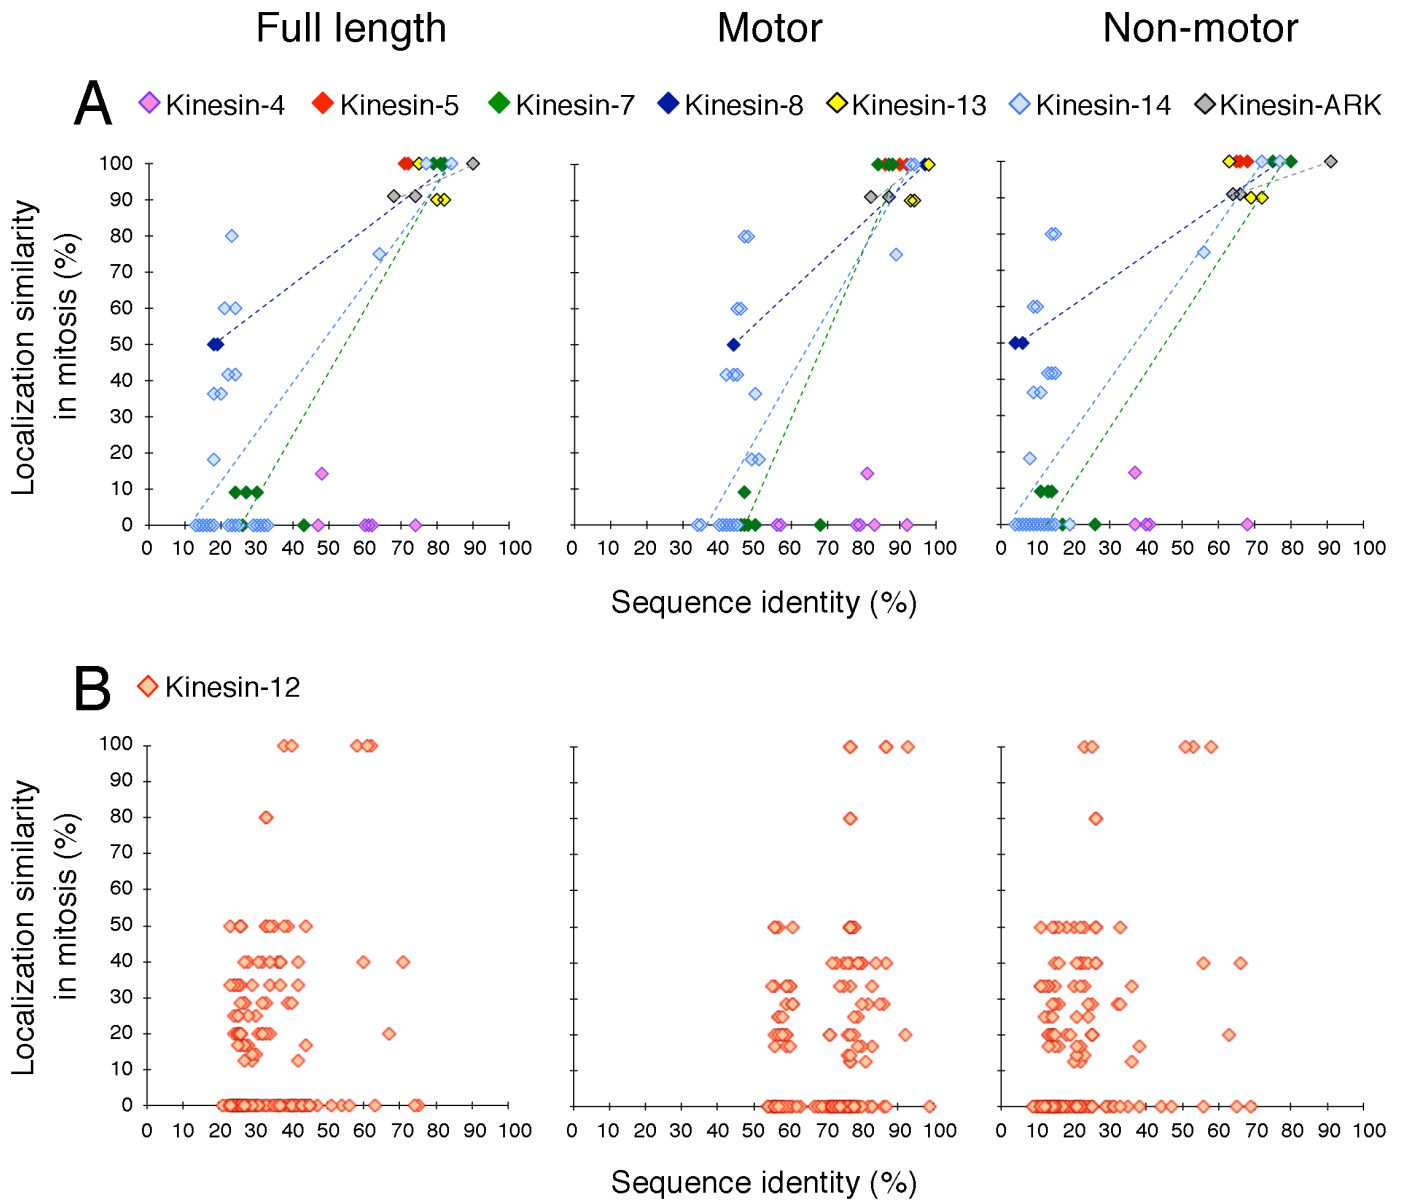 Full length Motor Non-motor
A Kinesin-4 Kinesin-5 Kinesin-7 Kinesin-8 Kinesin-13 Kinesin-14 Kinesin-ARK
Localization similarity
in mitosis (%)
100
90
80
70
60
50
40
30
20
10
0
0 10 20 30 40 50 60 70 80 90 100 0 10 20 30 40 50 60 70 80 90 100 0 10 20 30 40 50 60 70 80 90 100
Sequence identity (%)
B Kinesin-12
Localization similarity
in mitosis (%)
100
90
80
70
60
50
40
30
20
10
0
0 10 20 30 40 50 60 70 80 90 100 0 10 20 30 40 50 60 70 80 90 100 0 10 20 30 40 50 60 70 80 90 100
Sequence identity (%)